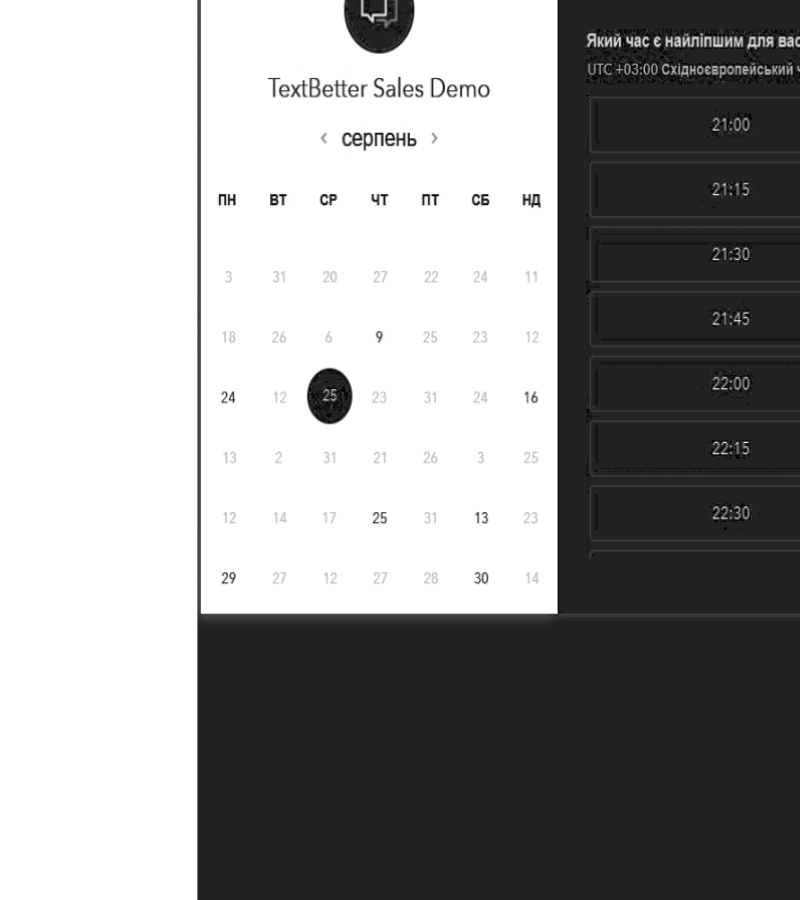 TextBetter Sales Demo
‹ серпень ›
ПН ВТ СР ЧТ ПТ СБ НД
3 31 20 27 22 24 11
18 26 6 9 25 23 12
24 12 25 23 31 24 16
13 2 31 21 26 3 25
12 14 17 25 31 13 23
29 27 12 27 28 30 14
Який час є найліпшим для вас
UTC +03:00 Східноєвропейський ч
21:00
21:15
21:30
21:45
22:00
22:15
22:30